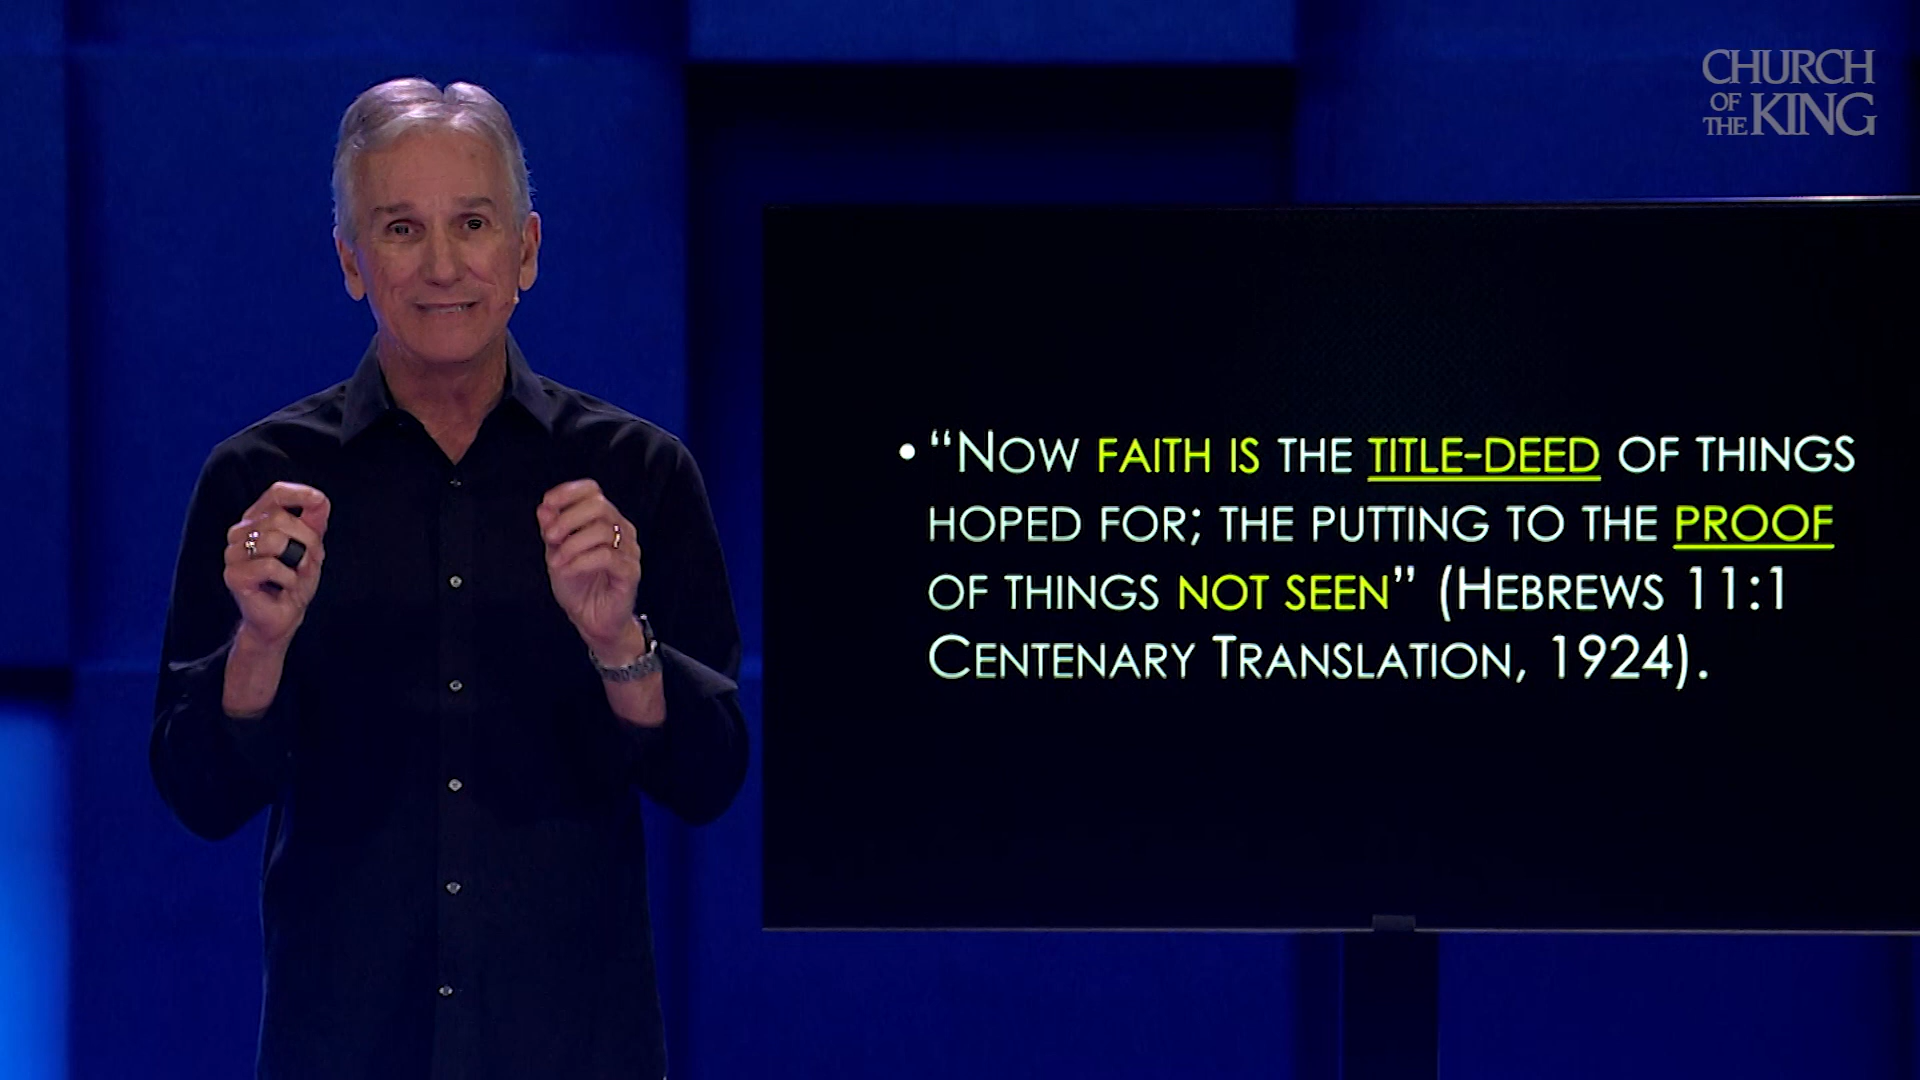 CHURCH
OF
THE KING
• “NOW FAITH IS THE TITLE-DEED OF THINGS
HOPED FOR; THE PUTTING TO THE PROOF
OF THINGS NOT SEEN” (HEBREWS 11:1
CENTENARY TRANSLATION, 1924).